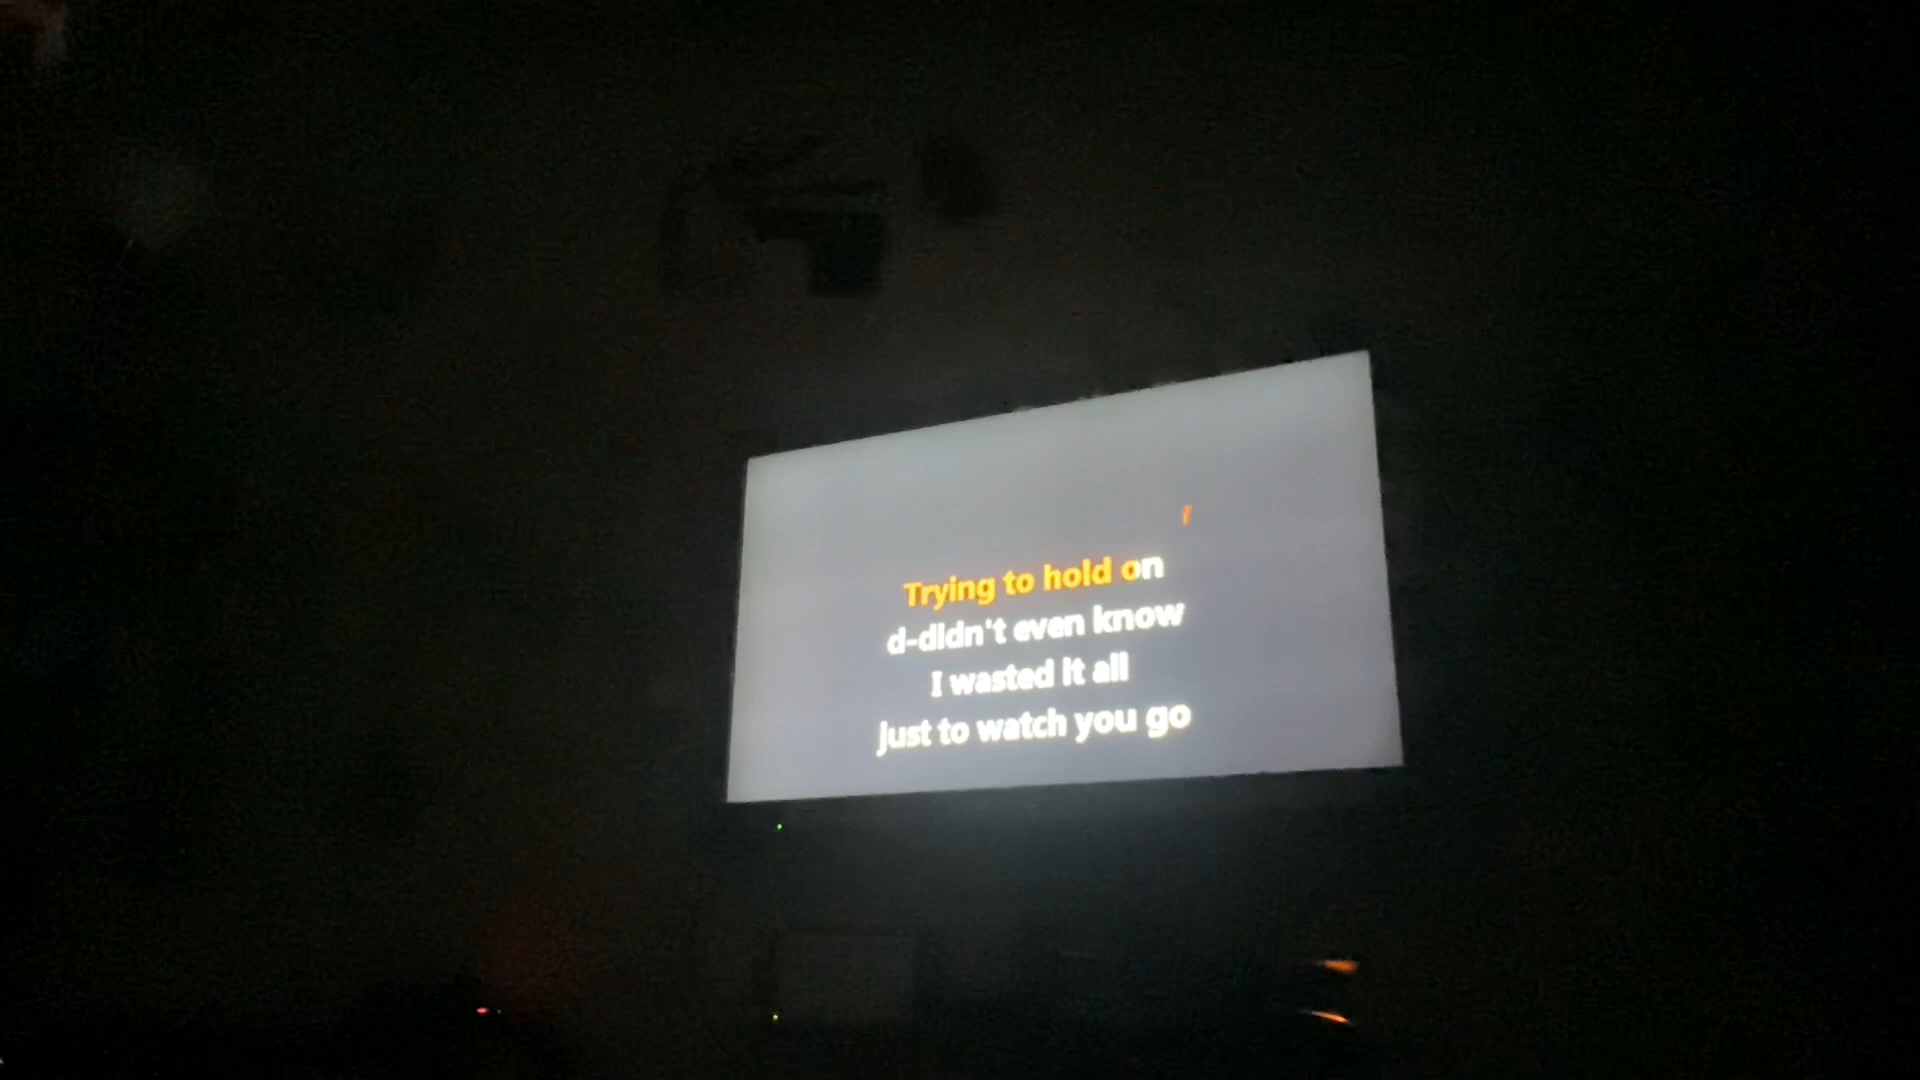 Trying to hold on
d-didn't even know
I wasted it all
just to watch you go